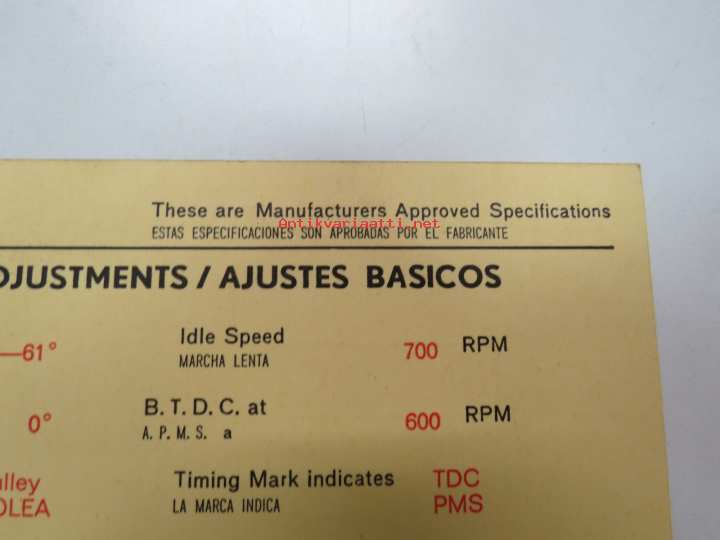 These are Manufacturers Approved Specifications
Antikvariaatti.net
ESTAS ESPECIFICACIONES SON APROBADAS POR EL FABRICANTE
DJUSTMENTS / AJUSTES BASICOS
—61° Idle Speed 700 RPM
MARCHA LENTA
0° B. T. D. C. at 600 RPM
A. P. M. S. a
ulley Timing Mark indicates TDC
OLEA LA MARCA INDICA PMS